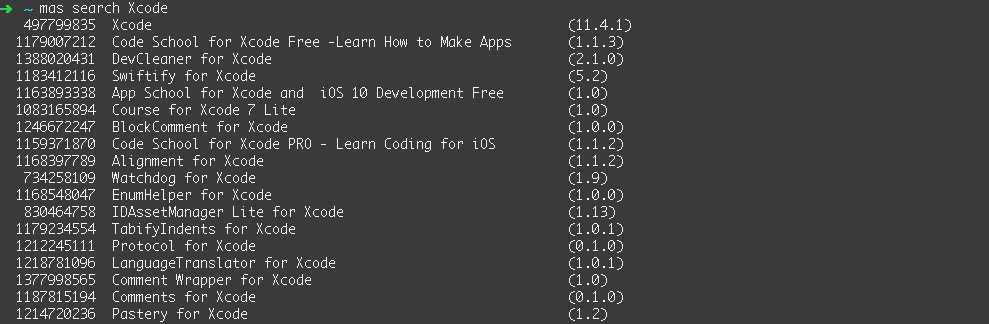 ➜ ~ mas search Xcode
497799835 Xcode (11.4.1)
1179007212 Code School for Xcode Free -Learn How to Make Apps (1.1.3)
1388020431 DevCleaner for Xcode (2.1.0)
1183412116 Swiftify for Xcode (5.2)
1163893338 App School for Xcode and  iOS 10 Development Free (1.0)
1083165894 Course for Xcode 7 Lite (1.0)
1246672247 BlockComment for Xcode (1.0.0)
1159371870 Code School for Xcode PRO - Learn Coding for iOS (1.1.2)
1168397789 Alignment for Xcode (1.1.2)
734258109 Watchdog for Xcode (1.9)
1168548047 EnumHelper for Xcode (1.0.0)
830464758 IDAssetManager Lite for Xcode (1.13)
1179234554 TabifyIndents for Xcode (1.0.1)
1212245111 Protocol for Xcode (0.1.0)
1218781096 LanguageTranslator for Xcode (1.0.1)
1377998565 Comment Wrapper for Xcode (1.0)
1187815194 Comments for Xcode (0.1.0)
1214720236 Pastery for Xcode (1.2)